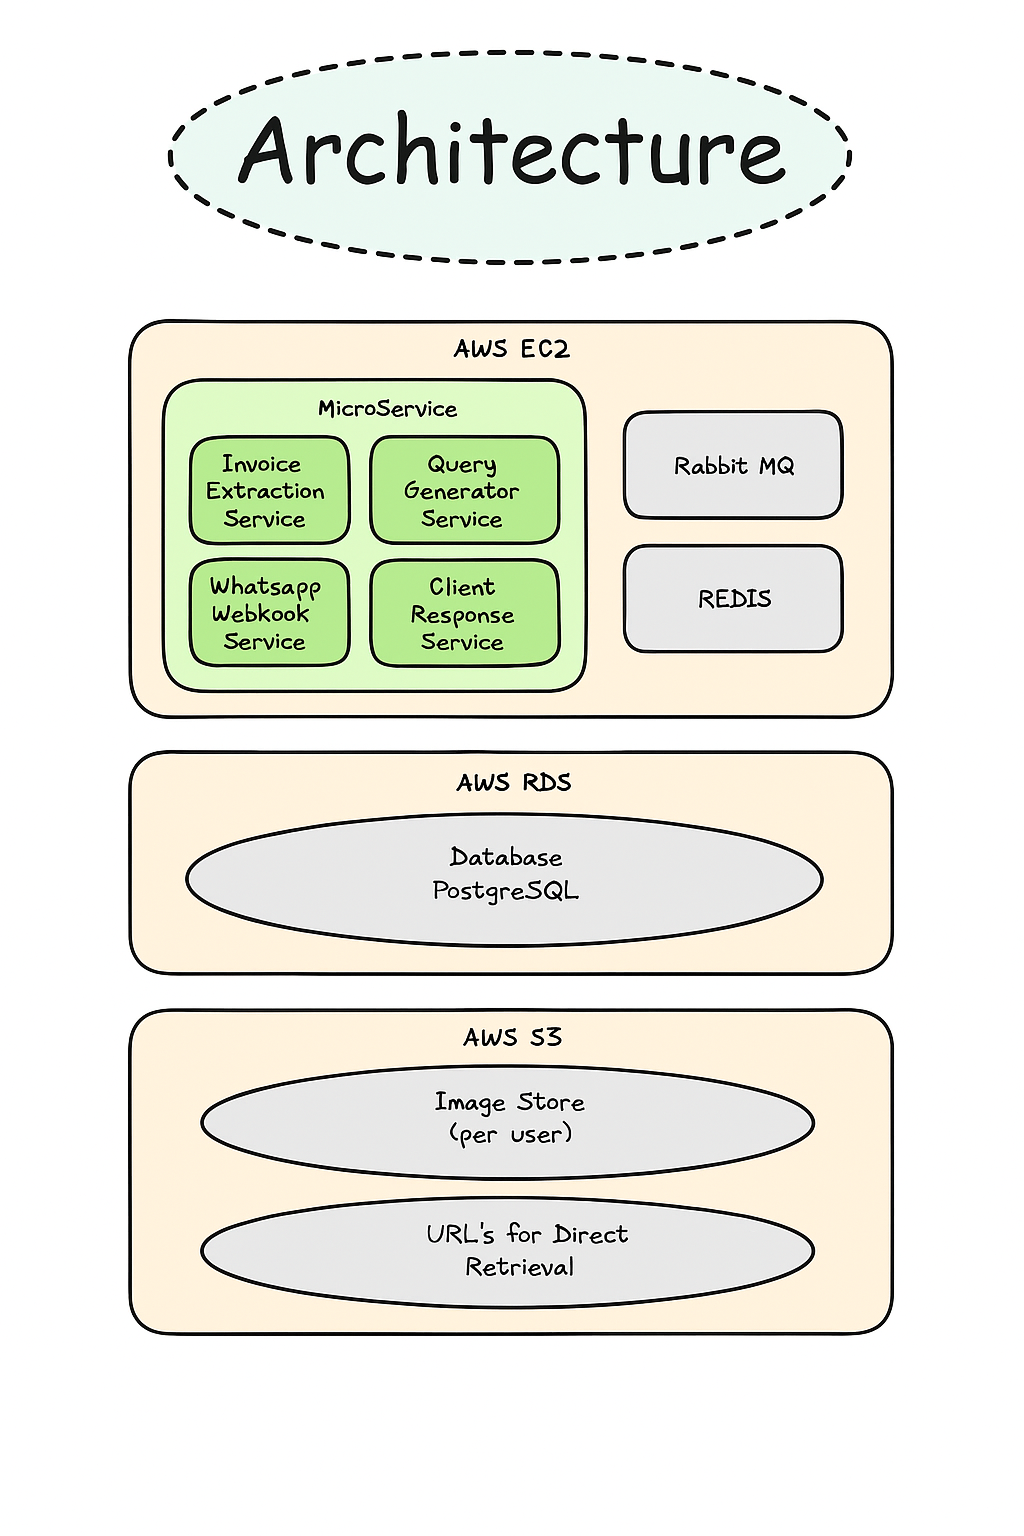 Architecture
AWS EC2
MicroService
Invoice
Extraction
Service
Query
Generator
Service
Whatsapp
Webkook
Service
Client
Response
Service
Rabbit MQ
REDIS
AWS RDS
Database
PostgreSQL
AWS S3
Image Store
(per user)
URL's for Direct
Retrieval